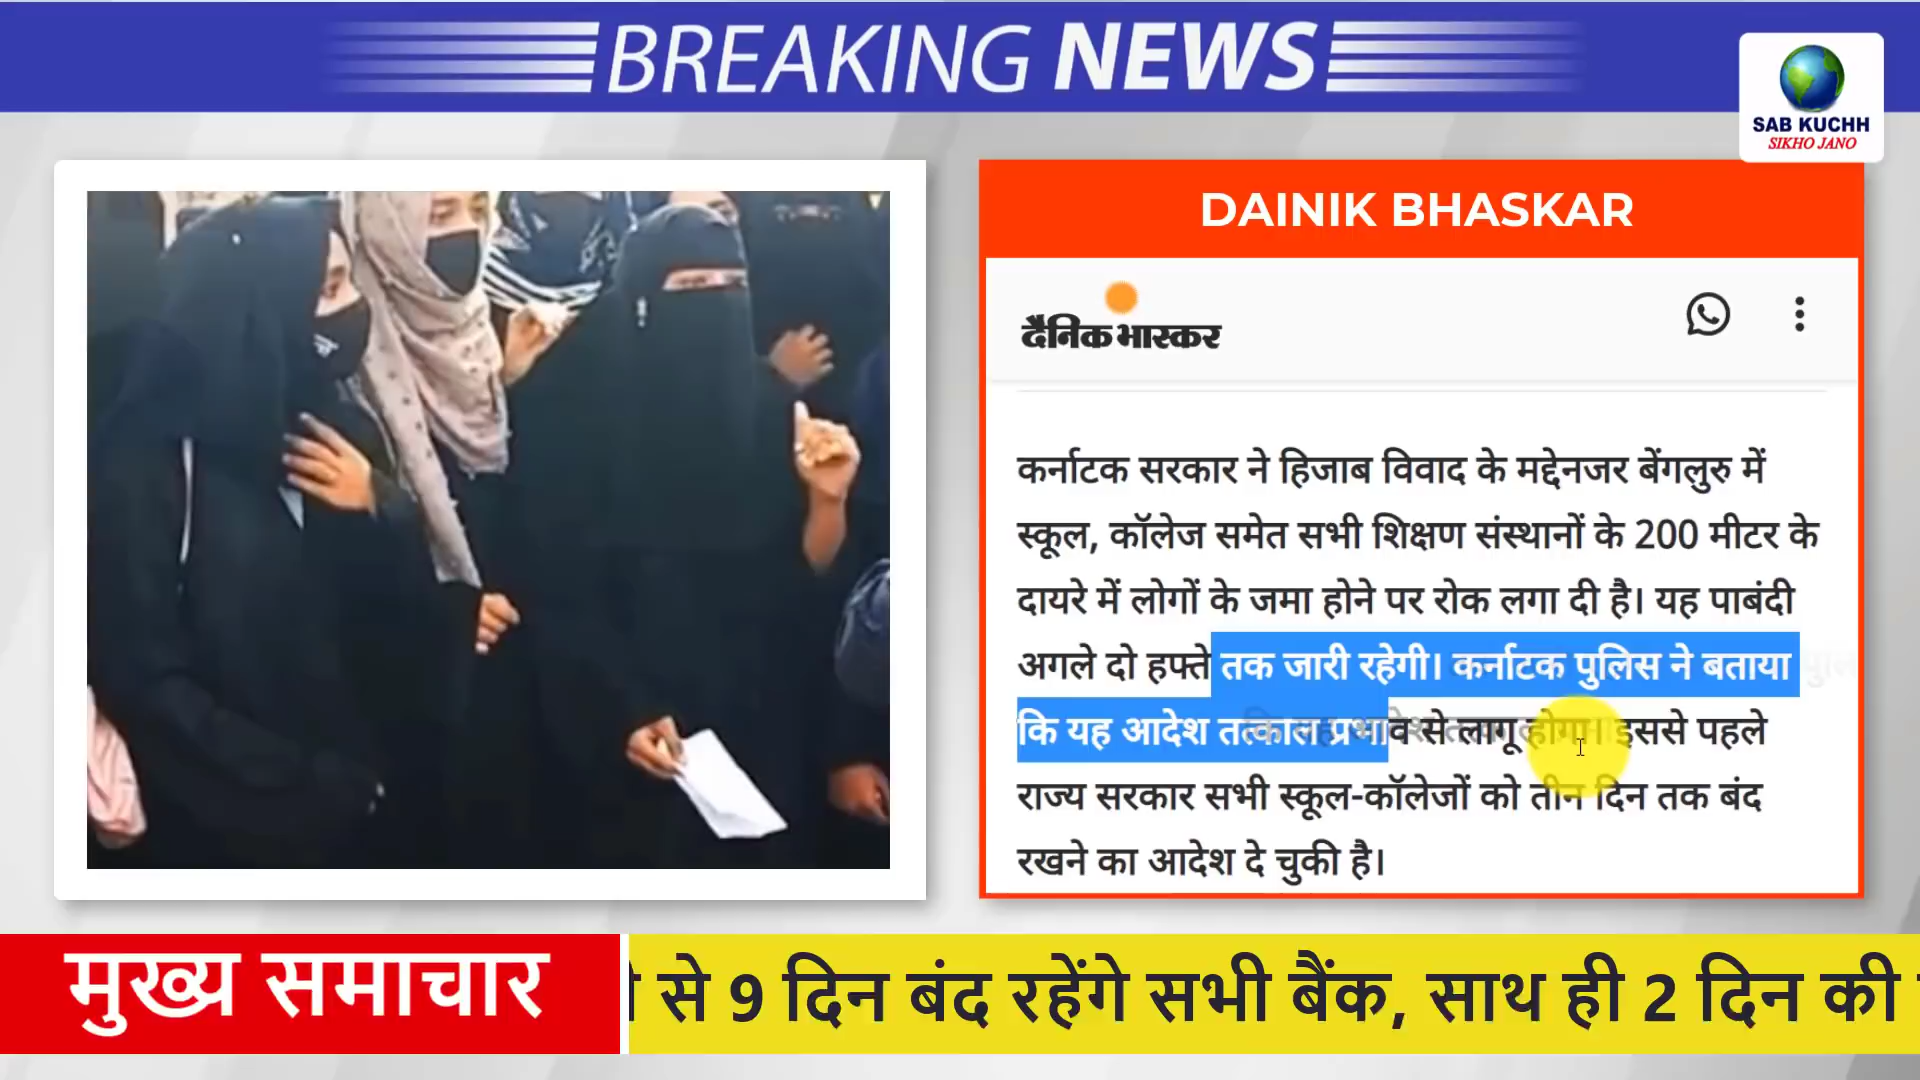 BREAKING NEWS
SAB KUCHH
SIKHO JANO
DAINIK BHASKAR
दैनिक भास्कर
कर्नाटक सरकार ने हिजाब विवाद के मद्देनजर बेंगलुरु में
स्कूल, कॉलेज समेत सभी शिक्षण संस्थानों के 200 मीटर के
दायरे में लोगों के जमा होने पर रोक लगा दी है। यह पाबंदी
अगले दो हफ्ते तक जारी रहेगी। कर्नाटक पुलिस ने बताया
कि यह आदेश तत्काल प्रभाव से लागू होगा। इससे पहले
राज्य सरकार सभी स्कूल-कॉलेजों को तीन दिन तक बंद
रखने का आदेश दे चुकी है।
मुख्य समाचार
से 9 दिन बंद रहेंगे सभी बैंक, साथ ही 2 दिन की